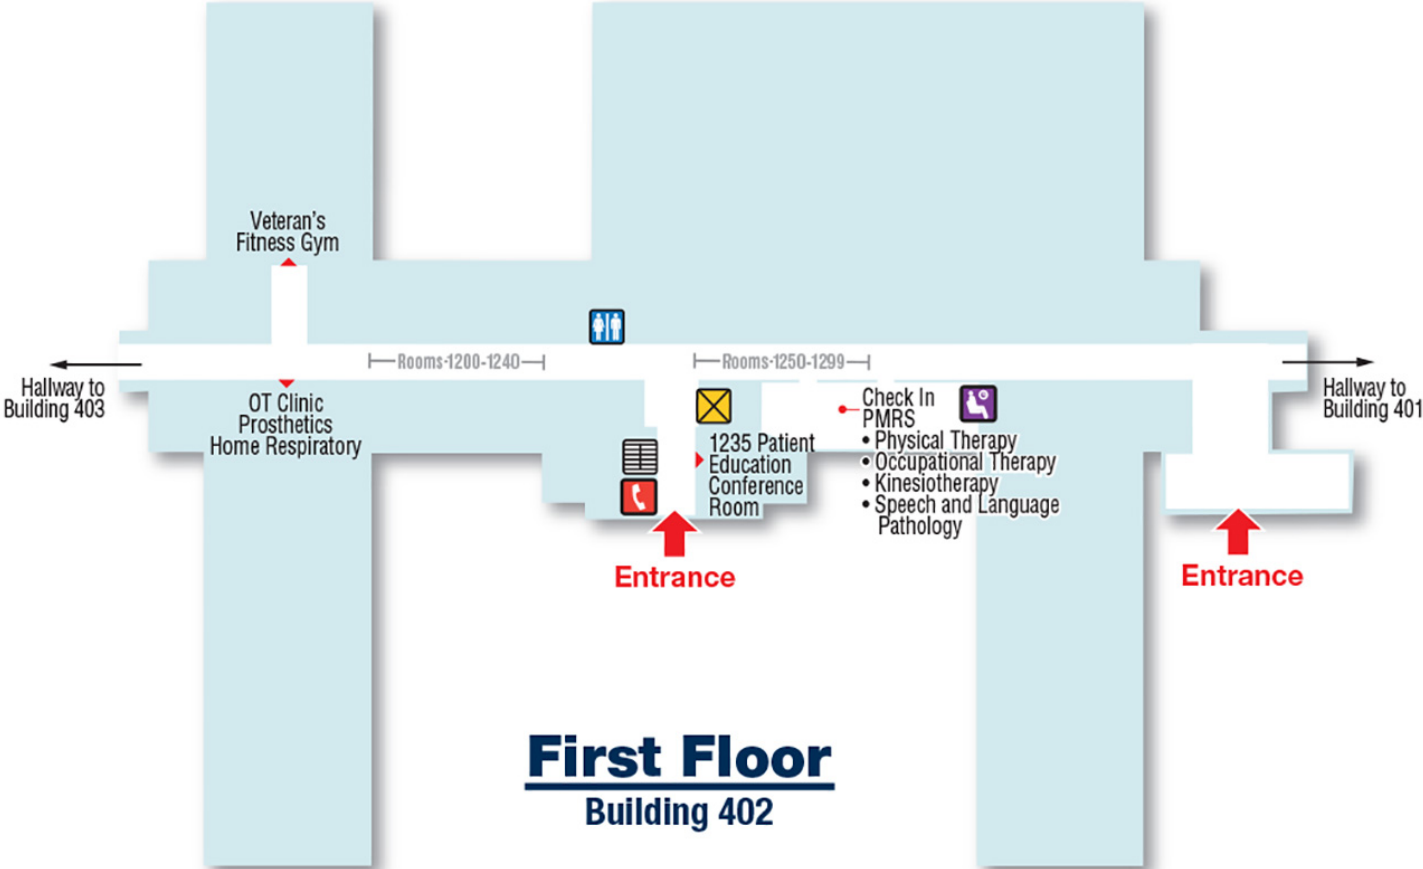 Veteran's
Fitness Gym
Rooms-1200-1240
Rooms-1250-1299
Hallway to
Building 403
OT Clinic
Prosthetics
Home Respiratory
1235 Patient
Education
Conference
Room
Check In
PMRS
• Physical Therapy
• Occupational Therapy
• Kinesiotherapy
• Speech and Language
Pathology
Hallway to
Building 401
Entrance
Entrance
First Floor
Building 402